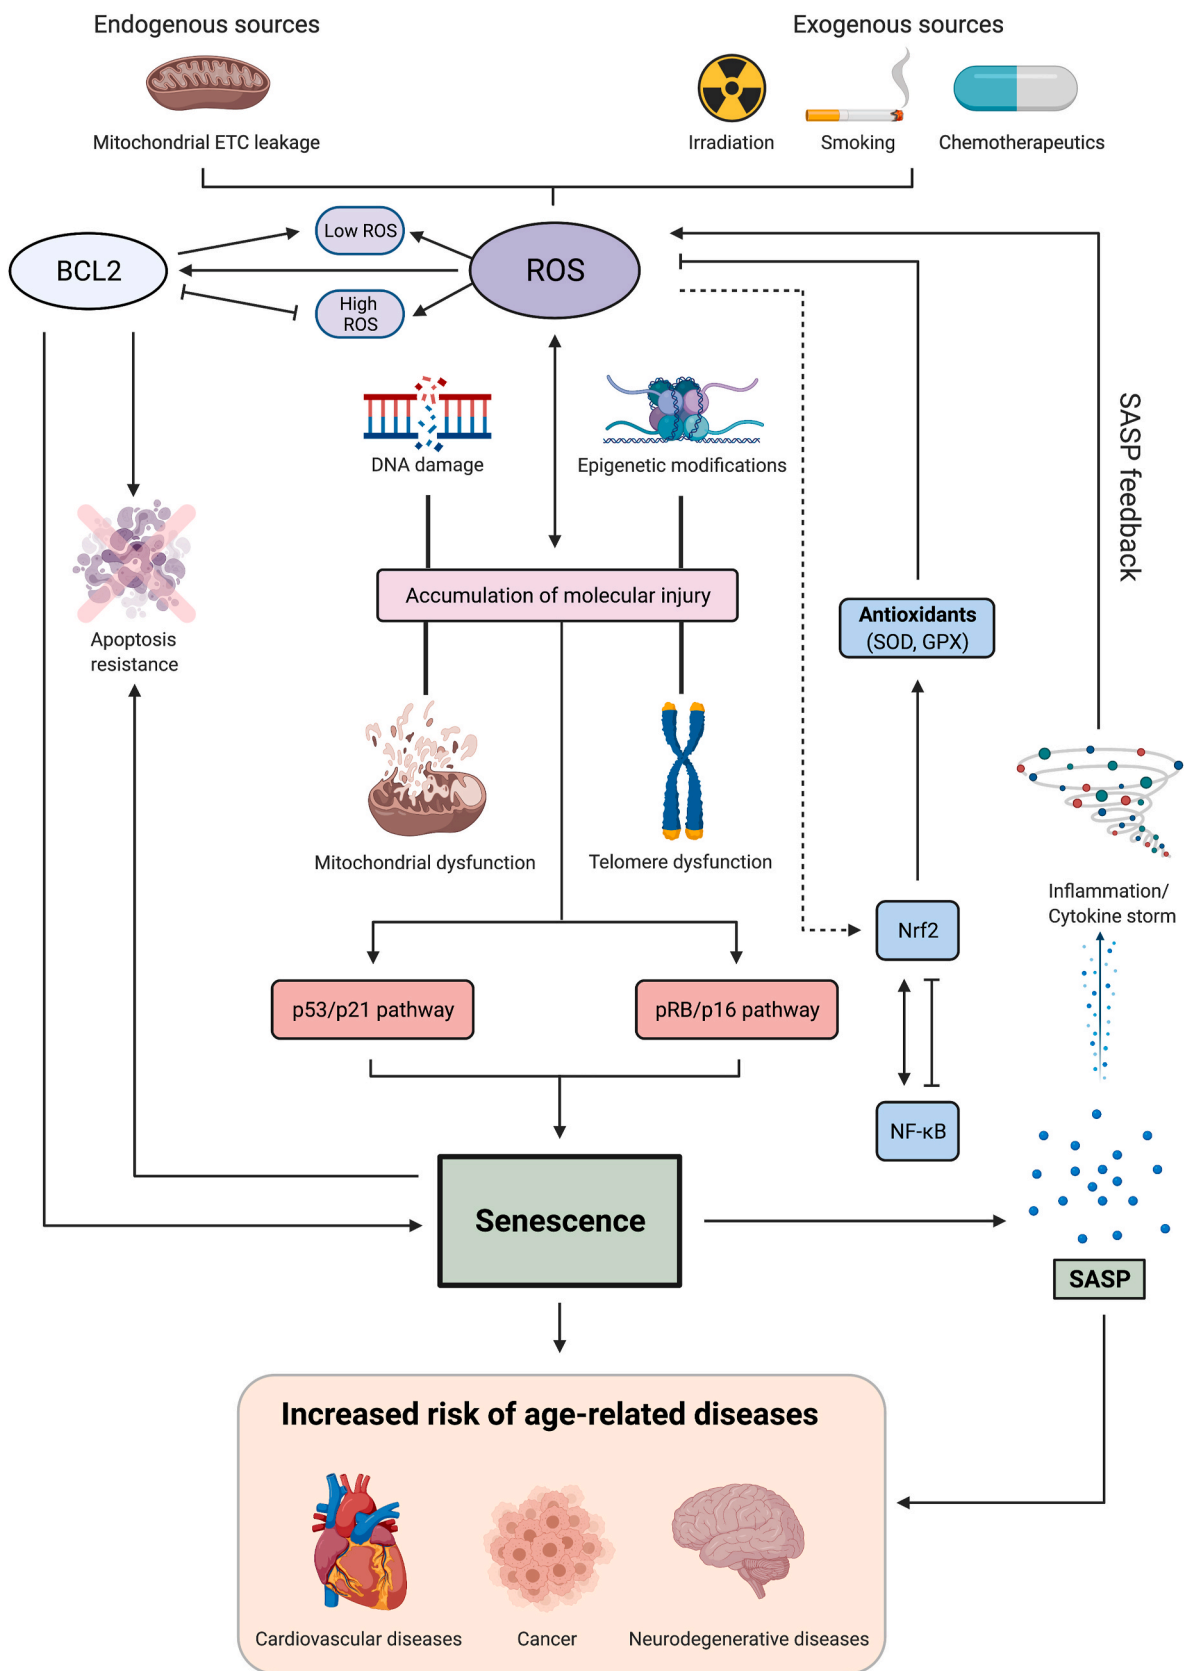 Endogenous sources
Exogenous sources
Mitochondrial ETC leakage
Irradiation
Smoking
Chemotherapeutics
BCL2
Low ROS
High
ROS
ROS
DNA damage
Epigenetic modifications
SASP feedback
Accumulation of molecular injury
Antioxidants
(SOD, GPX)
Apoptosis
resistance
Mitochondrial dysfunction
Telomere dysfunction
Inflammation/
Cytokine storm
Nrf2
p53/p21 pathway
pRB/p16 pathway
NF-κB
Senescence
SASP
Increased risk of age-related diseases
Cardiovascular diseases
Cancer
Neurodegenerative diseases